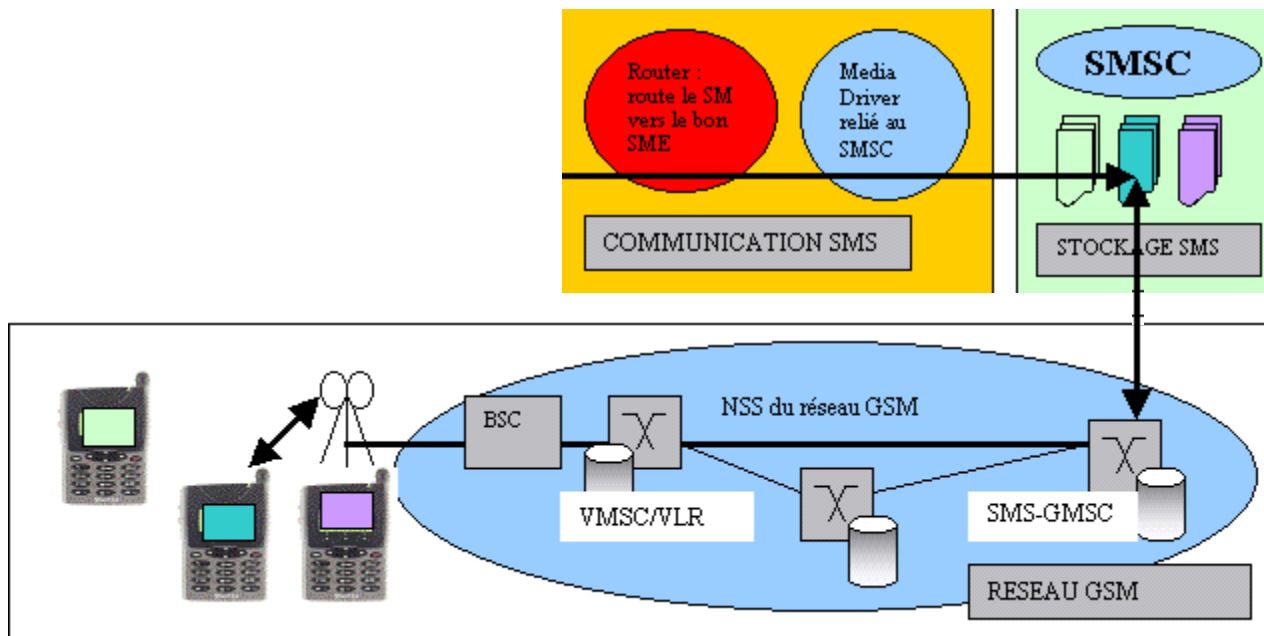 Router :
route le SM
vers le bon
SME
Media
Driver
relié au
SMSC
SMSC
COMMUNICATION SMS
STOCKAGE SMS
BSC
NSS du réseau GSM
VMSC/VLR
SMS-GMSC
RESEAU GSM